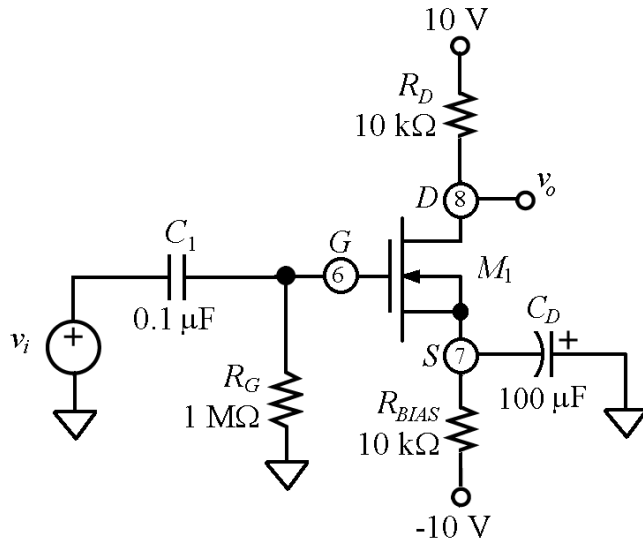 10 V
R_D
10 kΩ
D
8
v_o
C_1
G
6
M_1
0.1 μF
v_i
+
S
7
C_D
+
R_G
1 MΩ
R_BIAS
10 kΩ
100 μF
-10 V